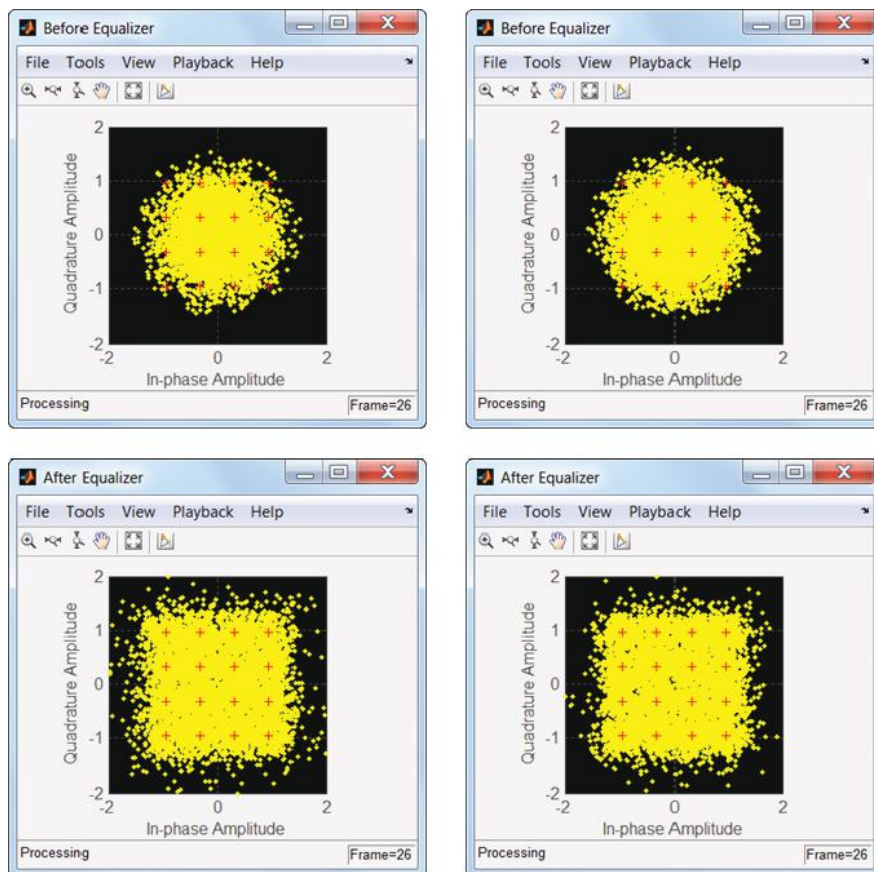 Before Equalizer
File Tools View Playback Help
2
1
0
-1
-2
Quadrature Amplitude
-2 0 2
In-phase Amplitude
Processing Frame=26
Before Equalizer
File Tools View Playback Help
2
1
0
-1
-2
Quadrature Amplitude
-2 0 2
In-phase Amplitude
Processing Frame=26
After Equalizer
File Tools View Playback Help
2
1
0
-1
-2
Quadrature Amplitude
-2 0 2
In-phase Amplitude
Processing Frame=26
After Equalizer
File Tools View Playback Help
2
1
0
-1
-2
Quadrature Amplitude
-2 0 2
In-phase Amplitude
Processing Frame=26